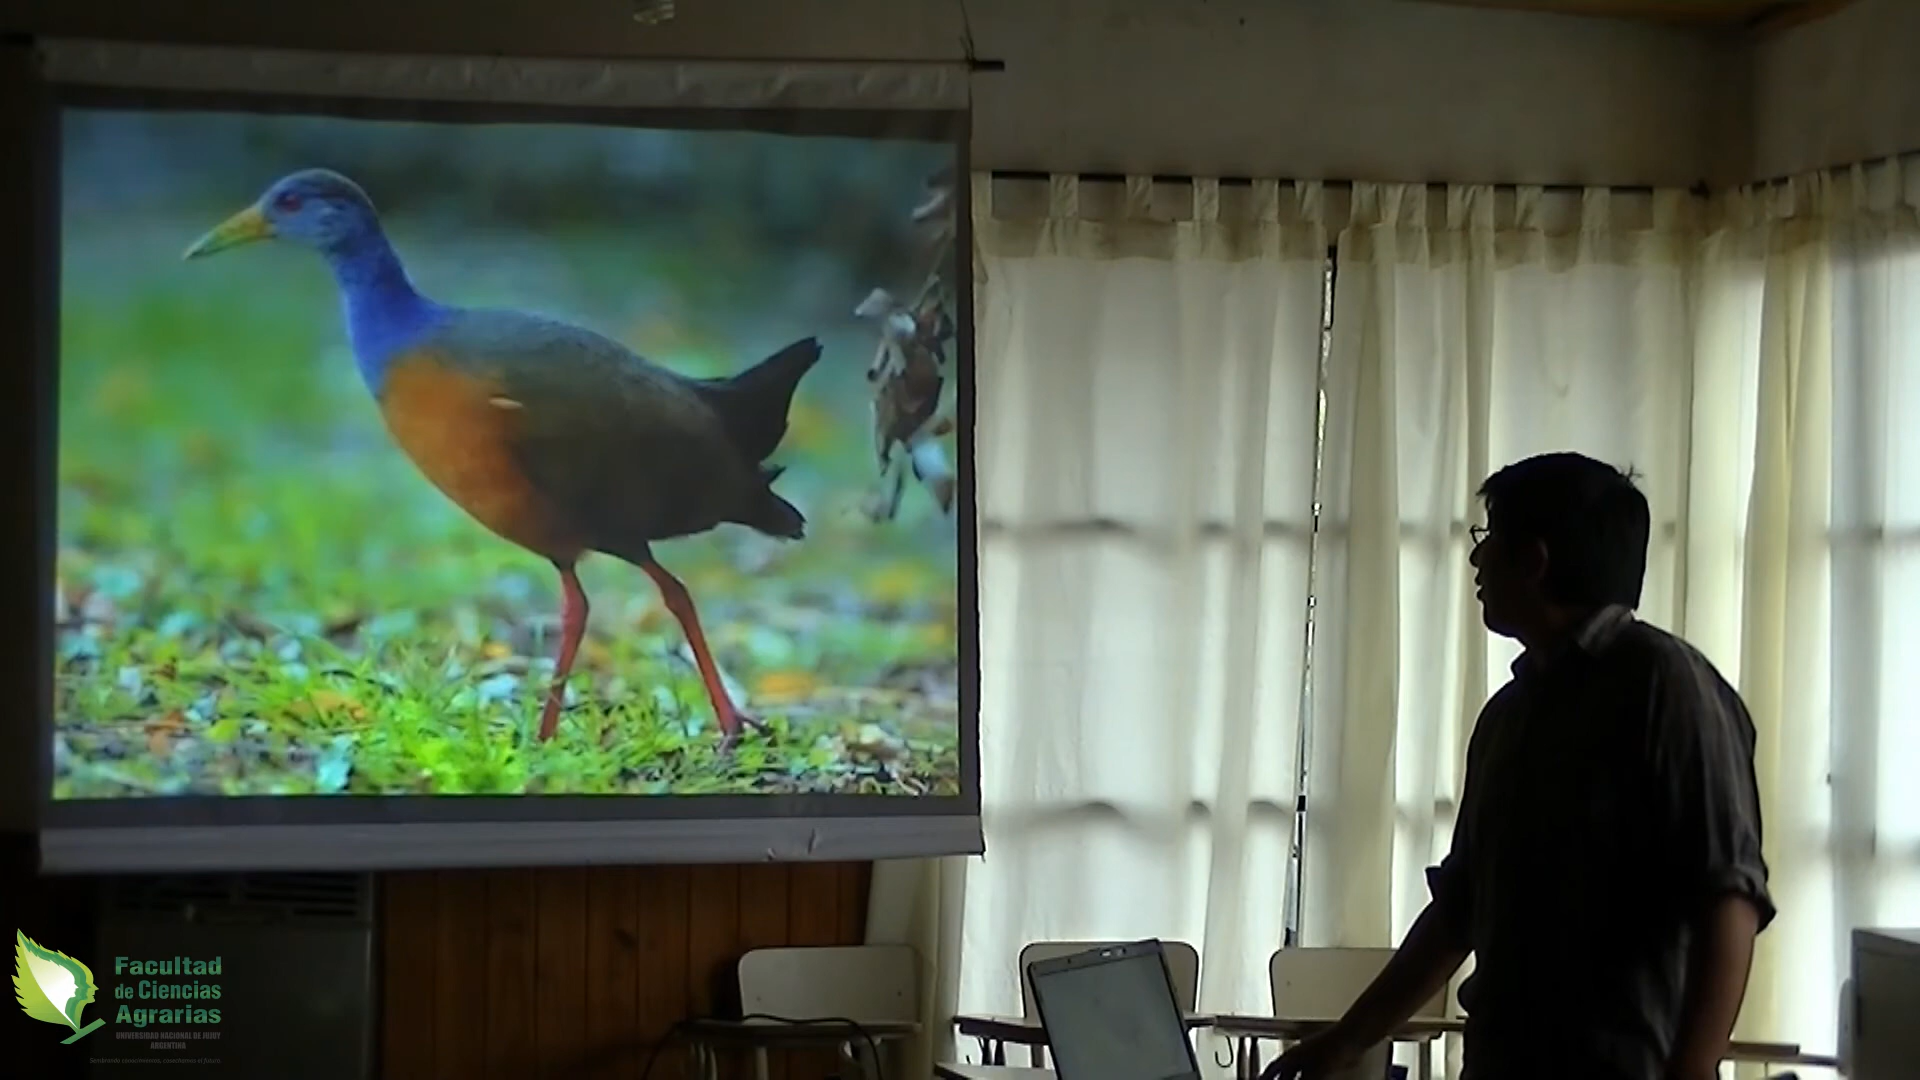 Facultad
de Ciencias
Agrarias
UNIVERSIDAD NACIONAL DE JUJUY
ARGENTINA